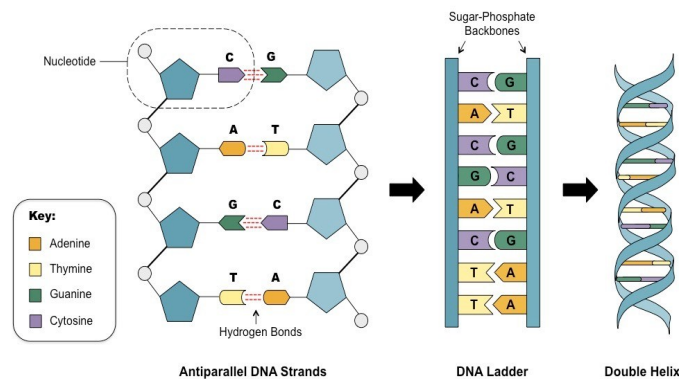 Sugar-Phosphate
Backbones
Nucleotide
C G
A T
G C
T A
Hydrogen Bonds
Key:
Adenine
Thymine
Guanine
Cytosine
C G
A T
C G
G C
A T
C G
T A
T A
Antiparallel DNA Strands
DNA Ladder
Double Helix